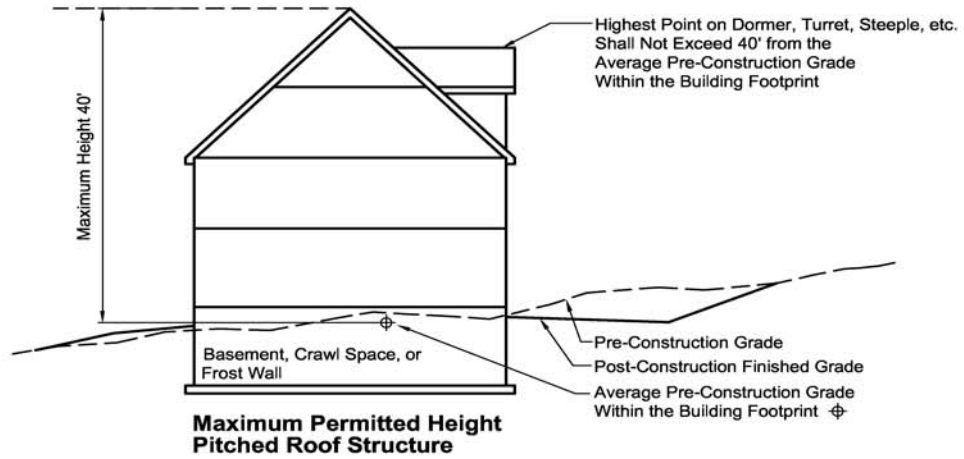 Highest Point on Dormer, Turret, Steeple, etc.
Shall Not Exceed 40' from the
Average Pre-Construction Grade
Within the Building Footprint
Maximum Height 40'
Pre-Construction Grade
Post-Construction Finished Grade
Basement, Crawl Space, or
Frost Wall
Average Pre-Construction Grade
Within the Building Footprint
Maximum Permitted Height
Pitched Roof Structure